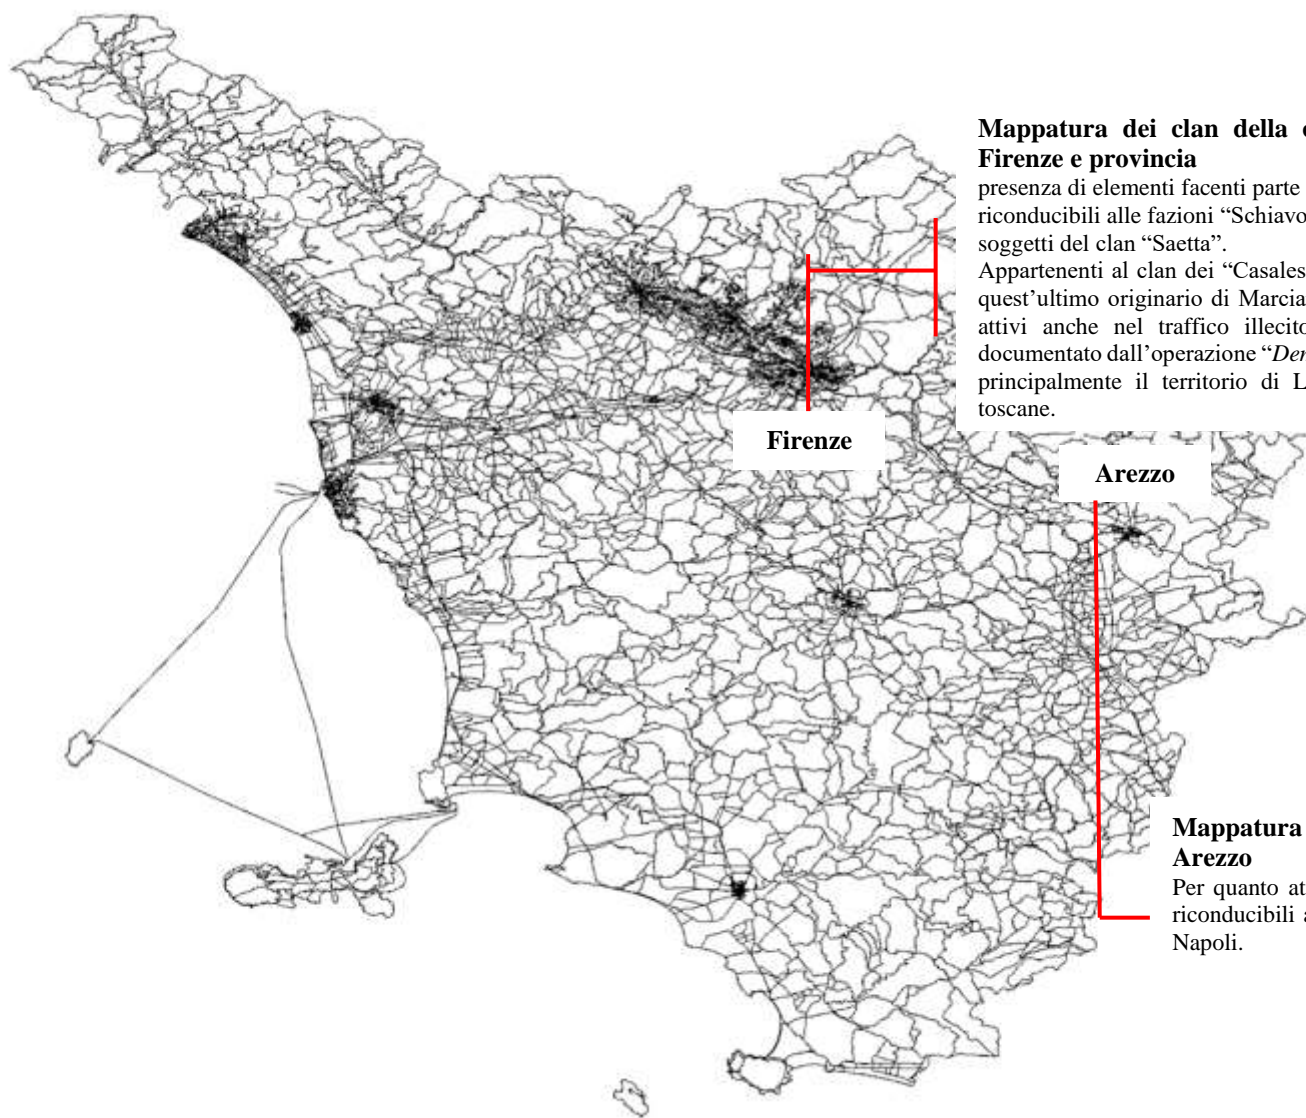 Mappatura dei clan della
Firenze e provincia
presenza di elementi facenti parte
riconducibili alle fazioni “Schiavo
soggetti del clan “Saetta”.
Appartenenti al clan dei “Casales
quest’ultimo originario di Marcia
attivi anche nel traffico illecito
documentato dall’operazione “Der
principalmente il territorio di L
toscane.
Firenze
Arezzo
Mappatura
Arezzo
Per quanto at
riconducibili a
Napoli.